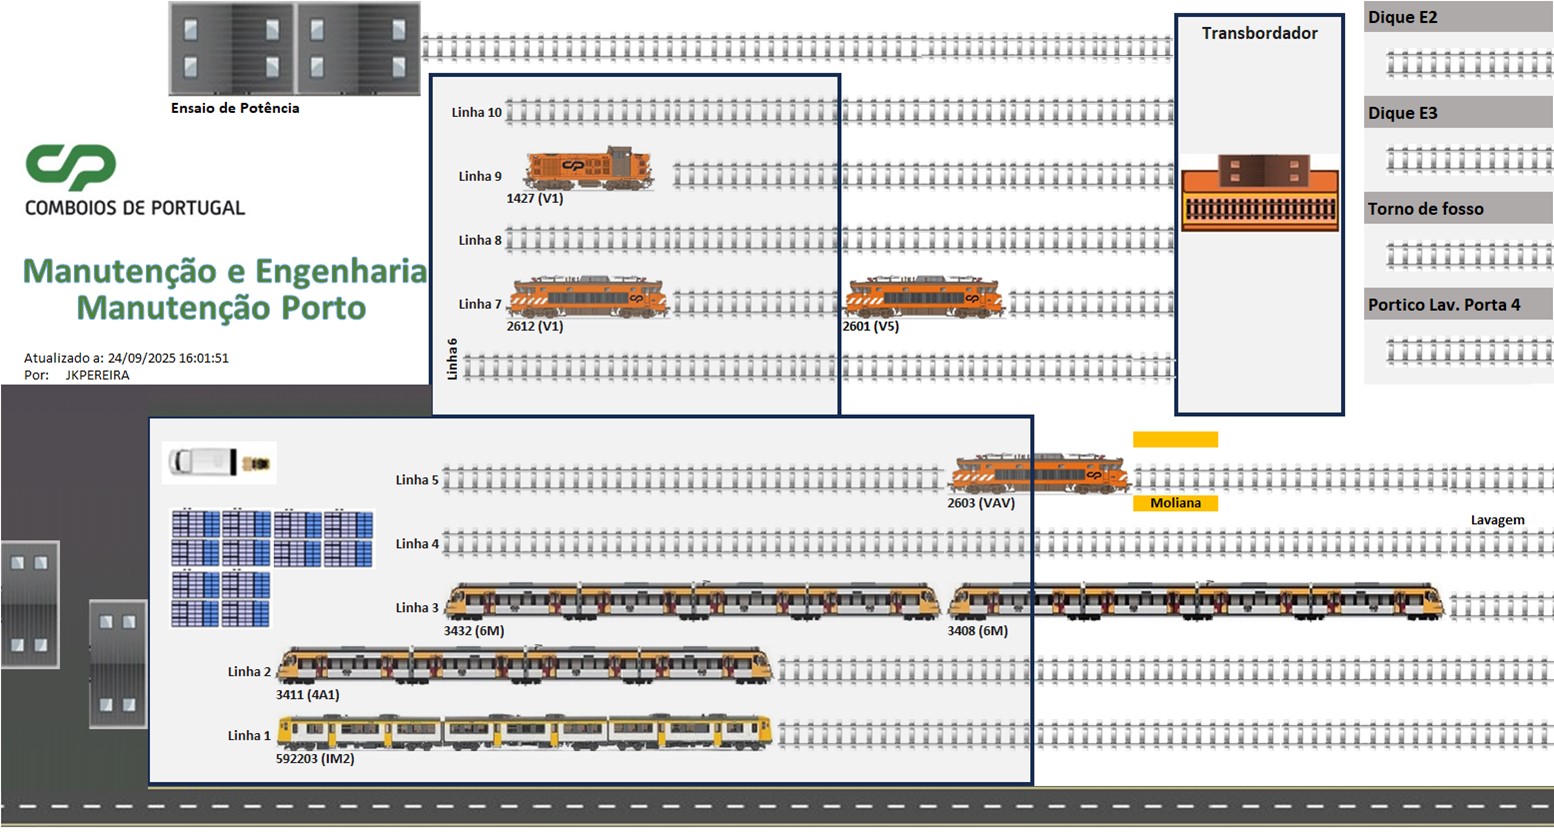 Ensaio de Potência
CP
COMBOIOS DE PORTUGAL
Manutenção e Engenharia
Manutenção Porto
Atualizado a: 24/09/2025 16:01:51
Por: JKPEREIRA
Transbordador
Dique E2
Dique E3
Torno de fosso
Portico Lav. Porta 4
Linha 10
Linha 9
1427 (V1)
Linha 8
Linha 7
2612 (V1)
2601 (V5)
Linha 6
Linha 5
2603 (VAV)
Moliana
Lavagem
Linha 4
Linha 3
3432 (6M)
3408 (6M)
Linha 2
3411 (4A1)
Linha 1
592203 (IM2)